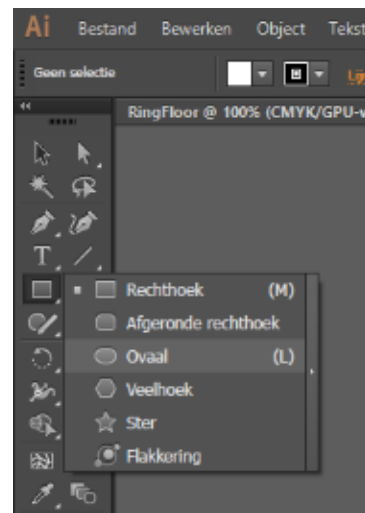 Ai Bestand Bewerken Object Tekst
Geen selectie
RingFloor @ 100% (CMYK/GPU-v
T
Rechthoek (M)
Afgeronde rechthoek
Ovaal (L)
Veelhoek
Ster
Flakkering